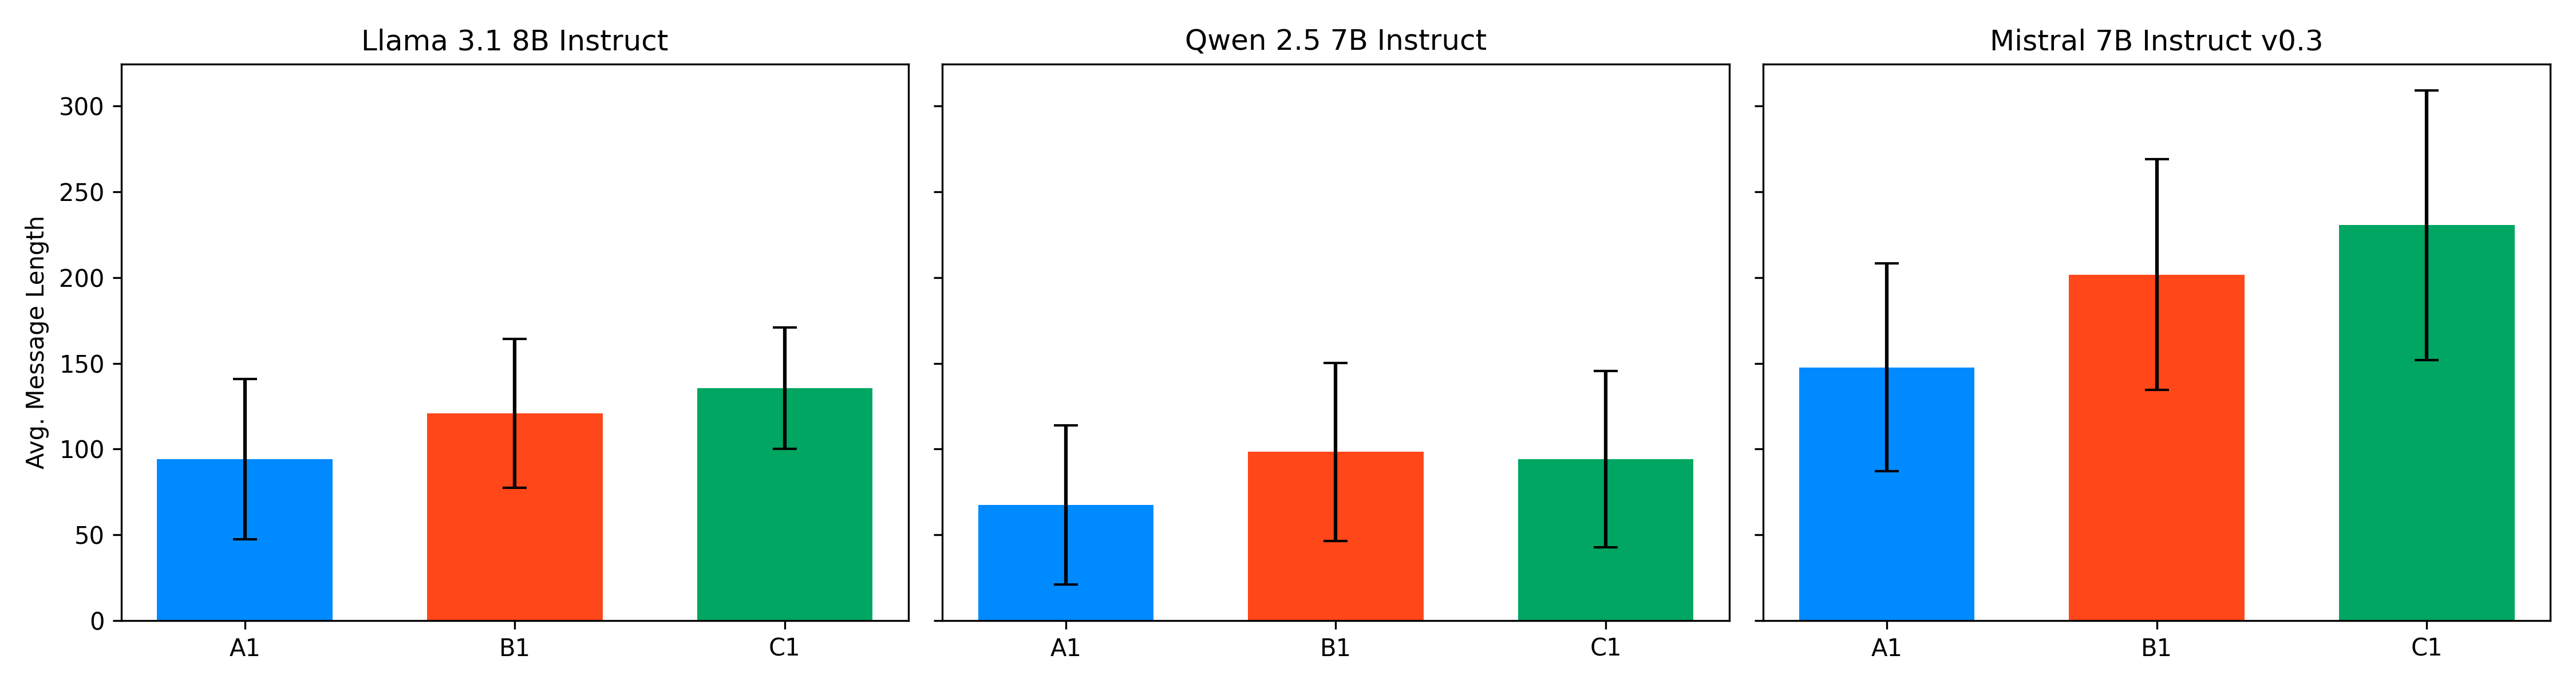 Llama 3.1 8B Instruct
Qwen 2.5 7B Instruct
Mistral 7B Instruct v0.3
Avg. Message Length
300
250
200
150
100
50
0
A1 B1 C1
A1 B1 C1
A1 B1 C1